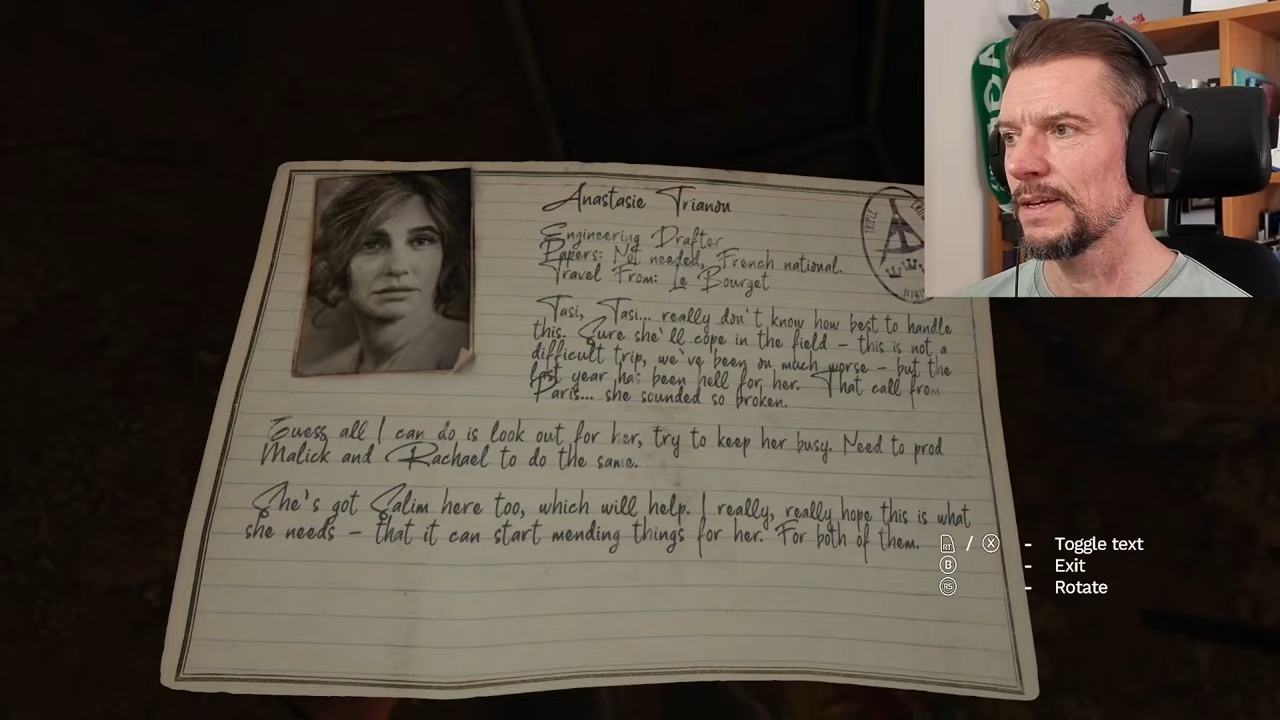 Anastasie Trianon
Engineering Drafter
Papers: Not needed, French national.
Travel From: Le Bourget
Tasi, Tasi... really don't know how best to handle
this. Sure she'll cope in the field – this is not a
difficult trip, we've been on much worse – but the
last year has been hell for her. That call from
Paris... she sounded so broken.
Guess all I can do is look out for her, try to keep her busy. Need to prod
Malick and Rachael to do the same.
She's got Salim here too, which will help. I really, really hope this is what
she needs – that it can start mending things for her. For both of them.
TRIPLE
RT / X - Toggle text
B - Exit
RS - Rotate